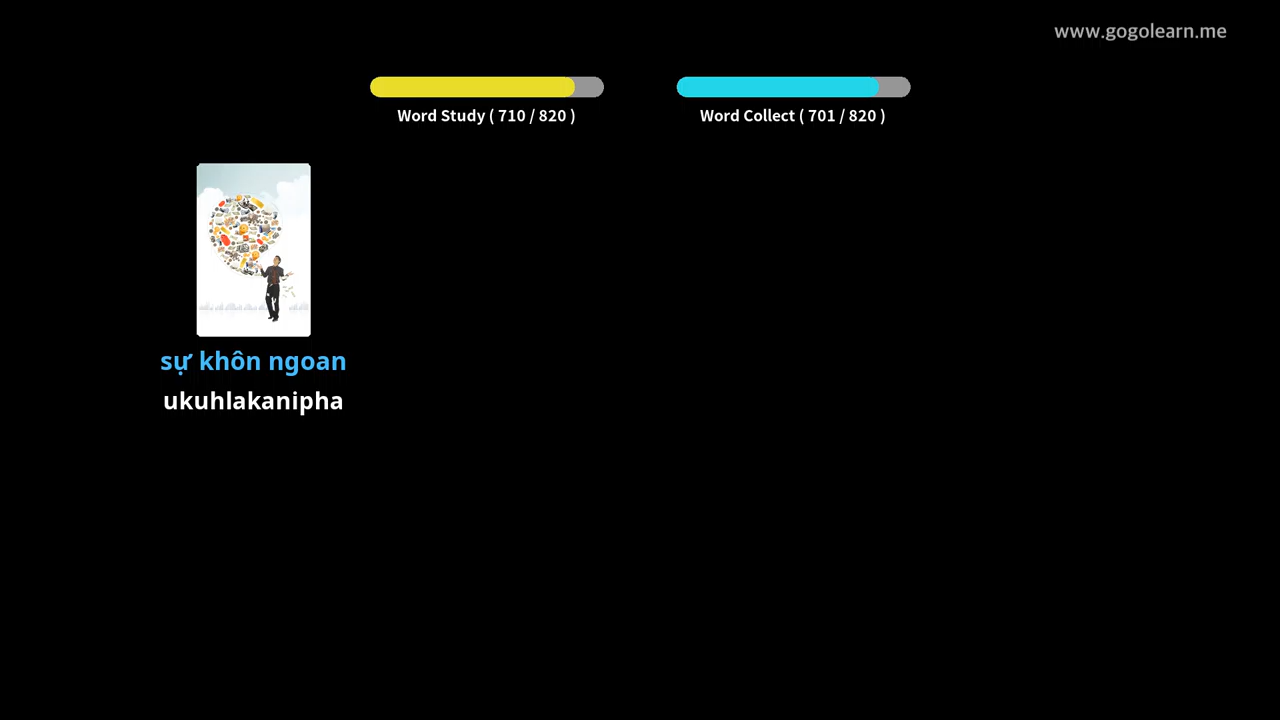 www.gogolearn.me
Word Study ( 710 / 820 )
Word Collect ( 701 / 820 )
sự khôn ngoan
ukuhlakanipha